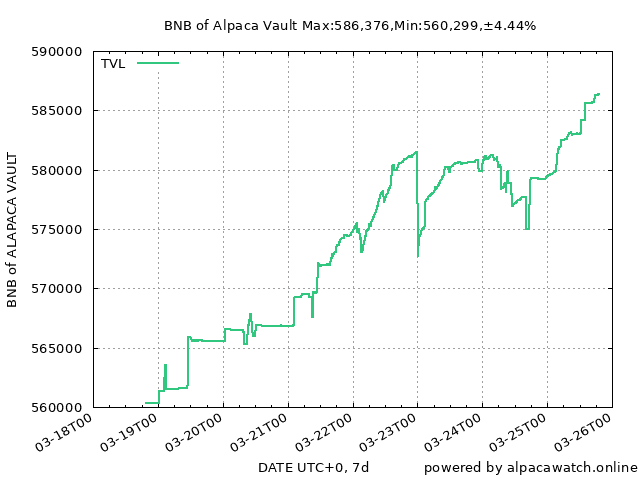 BNB of Alpaca Vault Max:586,376,Min:560,299,±4.44%
TVL
590000
585000
580000
575000
570000
565000
560000
BNB of ALAPACA VAULT
03-18T00
03-19T00
03-20T00
03-21T00
03-22T00
03-23T00
03-24T00
03-25T00
03-26T00
DATE UTC+0, 7d
powered by alpacawatch.online